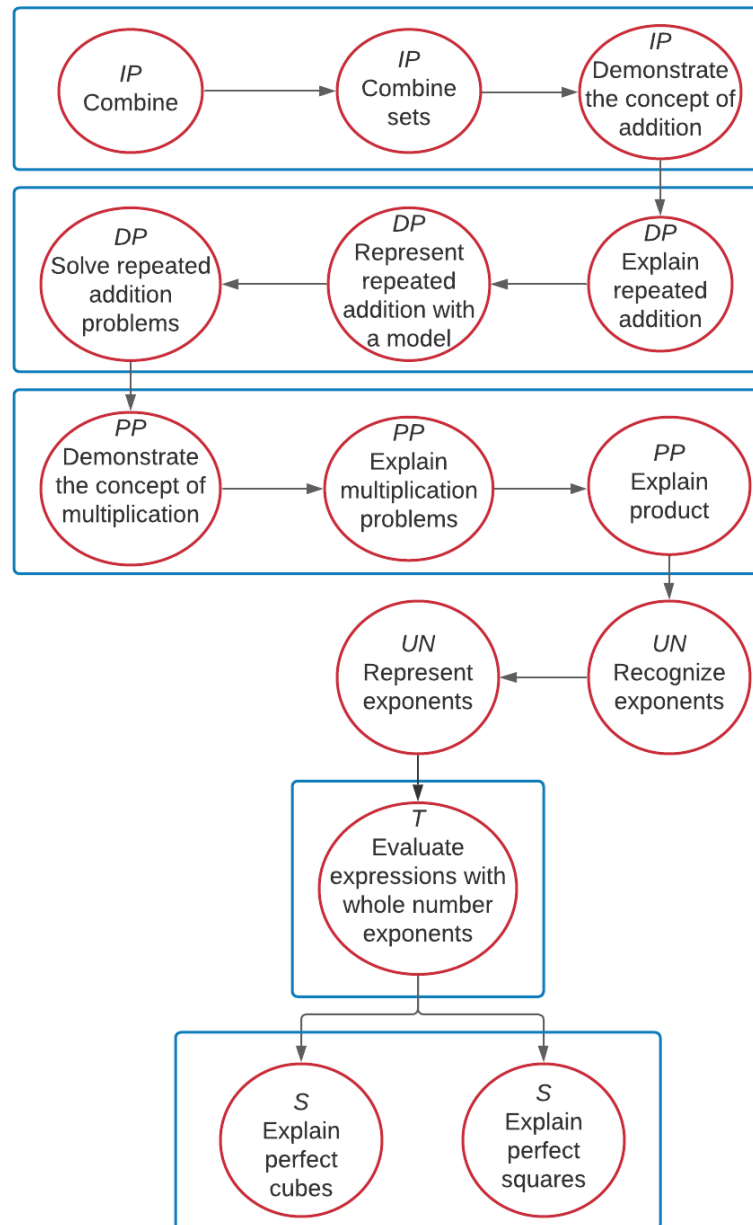 IP
Combine
IP
Combine
sets
IP
Demonstrate
the concept of
addition
DP
Solve repeated
addition
problems
DP
Represent
repeated
addition with
a model
DP
Explain
repeated
addition
PP
Demonstrate
the concept of
multiplication
PP
Explain
multiplication
problems
PP
Explain
product
UN
Represent
exponents
UN
Recognize
exponents
T
Evaluate
expressions with
whole number
exponents
S
Explain
perfect
cubes
S
Explain
perfect
squares